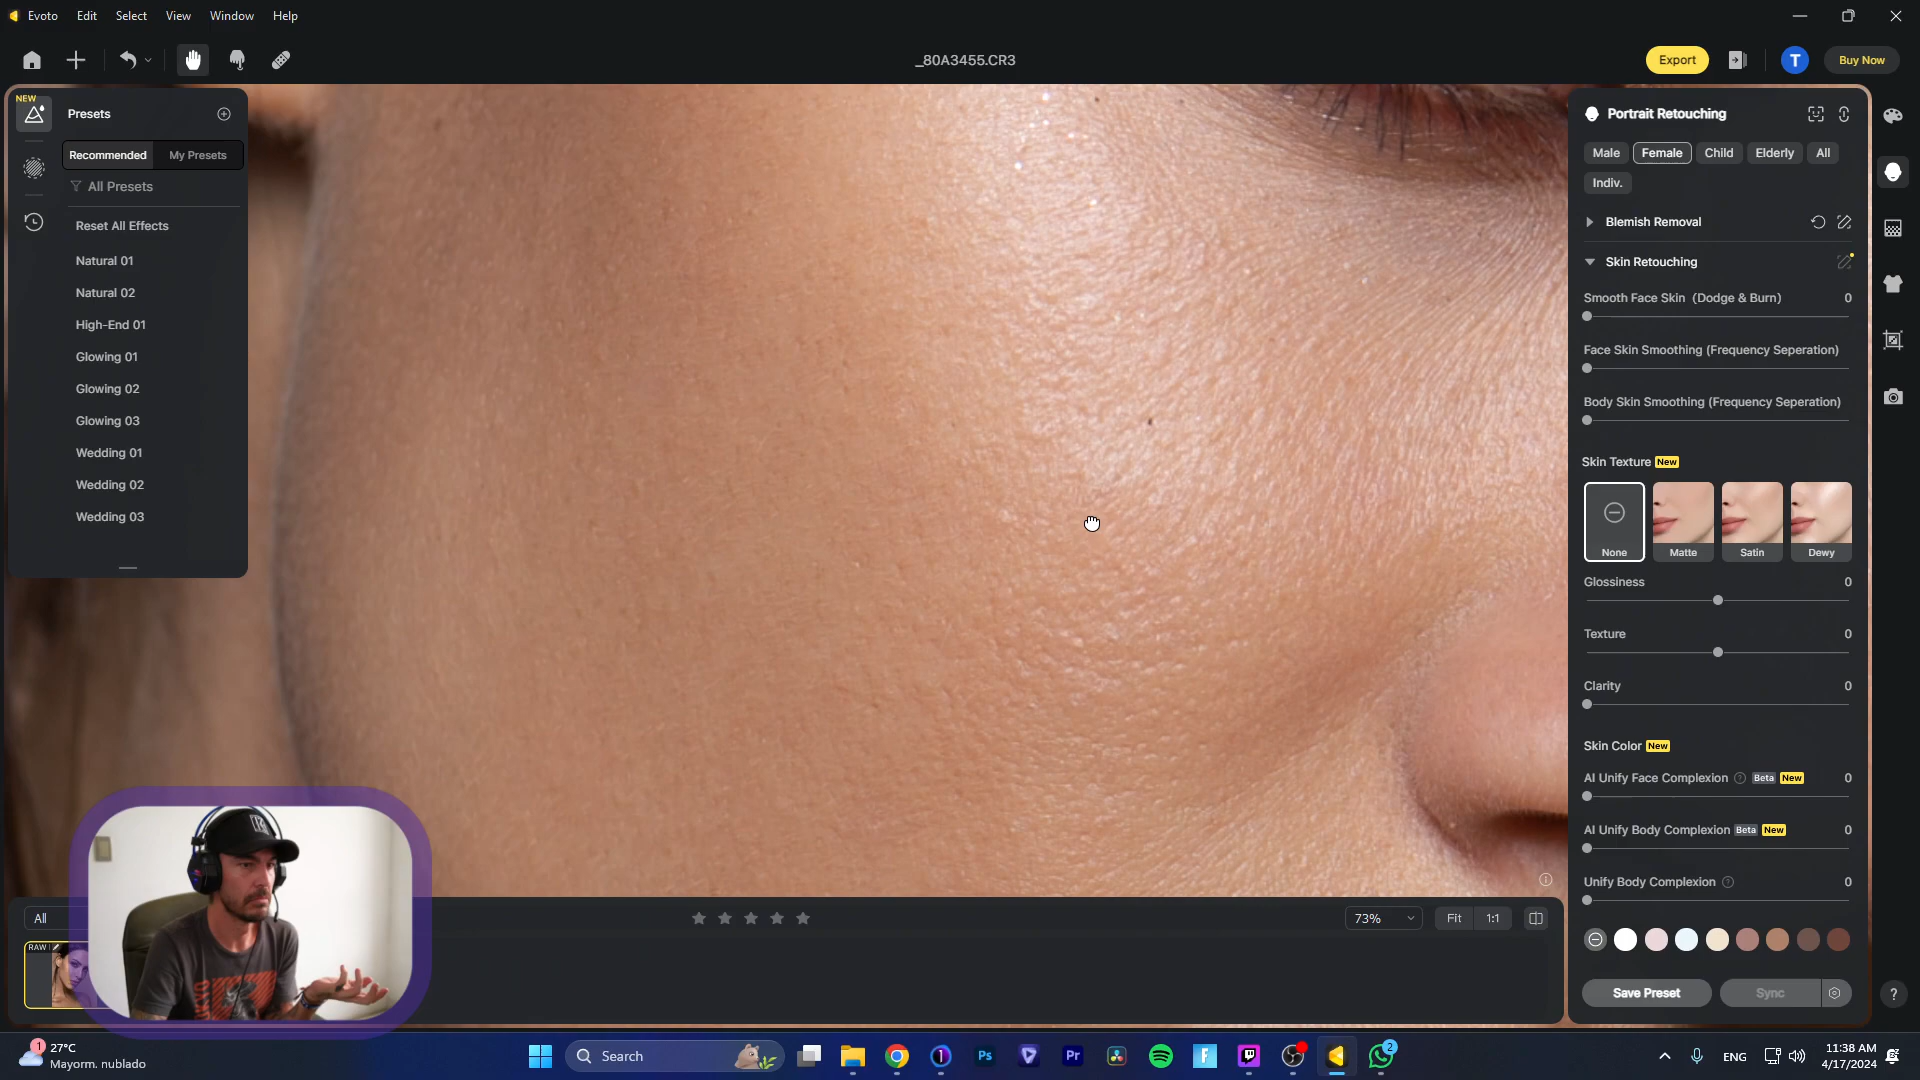 Evoto Edit Select View Window Help
_80A3455.CR3
Export
T
Buy Now
NEW
Presets
Recommended My Presets
All Presets
Reset All Effects
Natural 01
Natural 02
High-End 01
Glowing 01
Glowing 02
Glowing 03
Wedding 01
Wedding 02
Wedding 03
Portrait Retouching
Male Female Child Elderly All
Indiv.
Blemish Removal
Skin Retouching
Smooth Face Skin (Dodge & Burn) 0
Face Skin Smoothing (Frequency Seperation)
Body Skin Smoothing (Frequency Seperation)
Skin Texture New
None Matte Satin Dewy
Glossiness 0
Texture 0
Clarity 0
Skin Color New
AI Unify Face Complexion ? Beta New 0
AI Unify Body Complexion Beta New 0
Unify Body Complexion ? 0
Save Preset Sync
?
All
73% Fit 1:1
RAW
1
27°C
Mayorm. nublado
Search
Ps
Pr
F
2
ENG
11:38 AM
4/17/2024